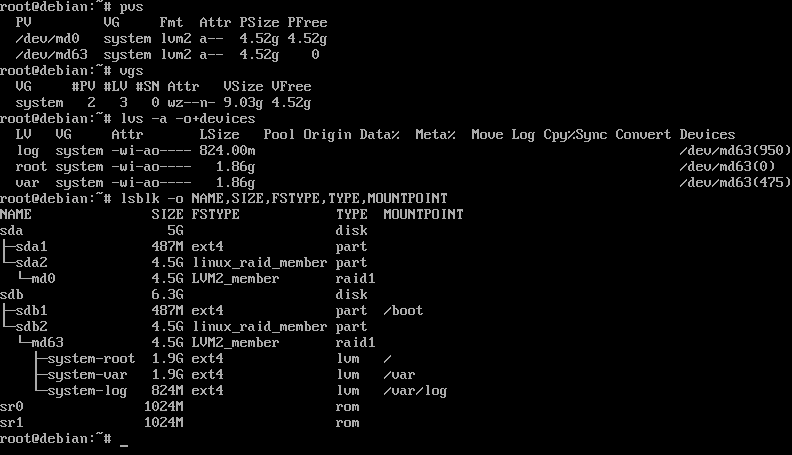 root@debian:~# pvs
  PV         VG     Fmt  Attr PSize PFree
  /dev/md0   system lvm2 a--  4.52g 4.52g
  /dev/md63  system lvm2 a--  4.52g    0
root@debian:~# vgs
  VG     #PV #LV #SN Attr   VSize VFree
  system   2   3   0 wz--n- 9.03g 4.52g
root@debian:~# lvs -a -o+devices
  LV   VG     Attr       LSize   Pool Origin Data%  Meta%  Move Log Cpy%Sync Convert Devices
  log  system -wi-ao---- 824.00m                                                     /dev/md63(950)
  root system -wi-ao----   1.86g                                                     /dev/md63(0)
  var  system -wi-ao----   1.86g                                                     /dev/md63(475)
root@debian:~# lsblk -o NAME,SIZE,FSTYPE,TYPE,MOUNTPOINT
NAME               SIZE FSTYPE            TYPE  MOUNTPOINT
sda                  5G                   disk
├─sda1             487M ext4              part
└─sda2             4.5G linux_raid_member part
  └─md0            4.5G LVM2_member       raid1
sdb                6.3G                   disk
├─sdb1             487M ext4              part  /boot
└─sdb2             4.5G linux_raid_member part
  └─md63           4.5G LVM2_member       raid1
    ├─system-root  1.9G ext4              lvm   /
    ├─system-var   1.9G ext4              lvm   /var
    └─system-log   824M ext4              lvm   /var/log
sr0               1024M                   rom
sr1               1024M                   rom
root@debian:~# _